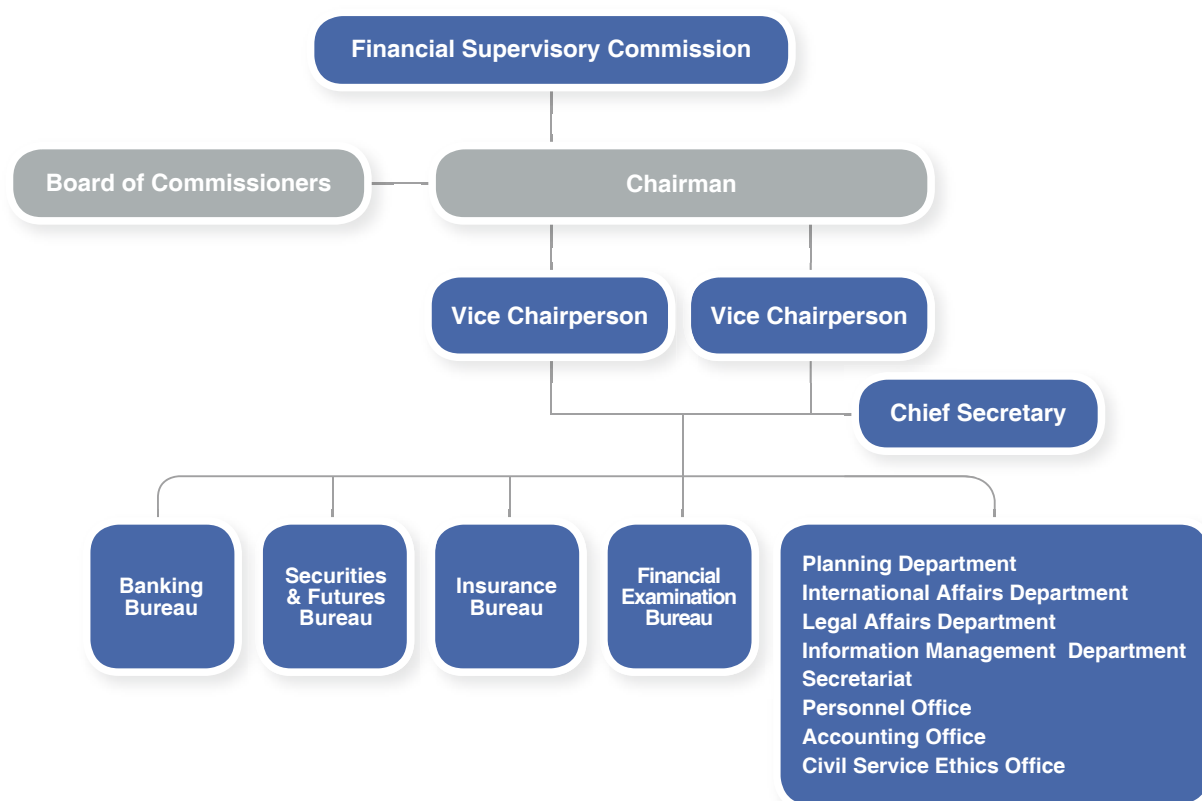 Financial Supervisory Commission
Board of Commissioners
Chairman
Vice Chairperson
Vice Chairperson
Chief Secretary
Banking
Bureau
Securities
& Futures
Bureau
Insurance
Bureau
Financial
Examination
Bureau
Planning Department
International Affairs Department
Legal Affairs Department
Information Management Department
Secretariat
Personnel Office
Accounting Office
Civil Service Ethics Office